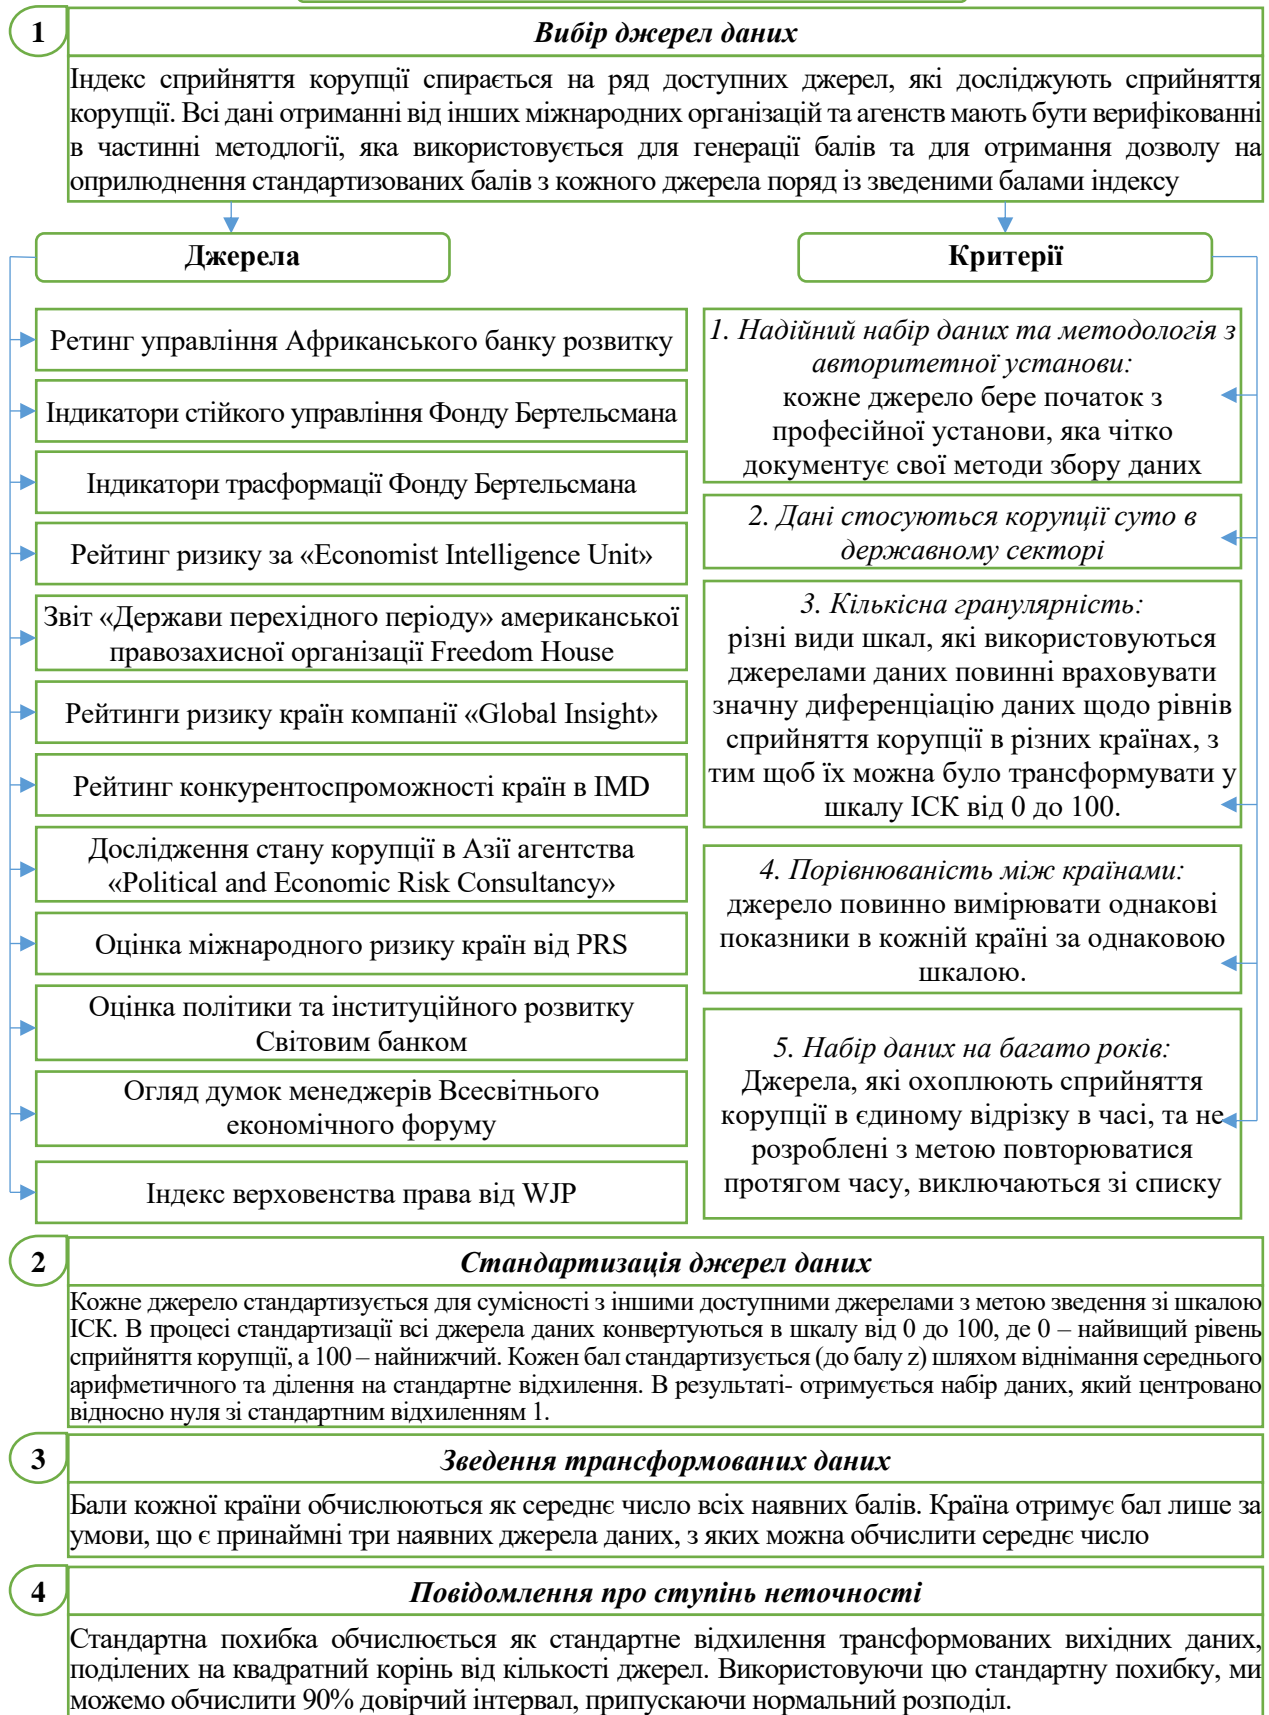 1
Вибір джерел даних
Індекс сприйняття корупції спирається на ряд доступних джерел, які досліджують сприйняття
корупції. Всі дані отриманні від інших міжнародних організацій та агенств мають бути верифікованні
в частинні методлогії, яка використовується для генерації балів та для отримання дозволу на
оприлюднення стандартизованих балів з кожного джерела поряд із зведеними балами індексу
Джерела
Ретинг управління Африканського банку розвитку
Індикатори стійкого управління Фонду Бертельсмана
Індикатори трасформації Фонду Бертельсмана
Рейтинг ризику за «Economist Intelligence Unit»
Звіт «Держави перехідного періоду» американської
правозахисної організації Freedom House
Рейтинги ризику країн компанії «Global Insight»
Рейтинг конкурентоспроможності країн в IMD
Дослідження стану корупції в Азії агентства
«Political and Economic Risk Consultancy»
Оцінка міжнародного ризику країн від PRS
Оцінка політики та інституційного розвитку
Світовим банком
Огляд думок менеджерів Всесвітнього
економічного форуму
Індекс верховенства права від WJP
Критерії
1. Надійний набір даних та методологія з
авторитетної установи:
кожне джерело бере початок з
професійної установи, яка чітко
документує свої методи збору даних
2. Дані стосуються корупції суто в
державному секторі
3. Кількісна гранулярність:
різні види шкал, які використовуються
джерелами даних повинні враховувати
значну диференціацію даних щодо рівнів
сприйняття корупції в різних країнах, з
тим щоб їх можна було трансформувати у
шкалу ІСК від 0 до 100.
4. Порівнюваність між країнами:
джерело повинно вимірювати однакові
показники в кожній країні за однаковою
шкалою.
5. Набір даних на багато років:
Джерела, які охоплюють сприйняття
корупції в єдиному відрізку в часі, та не
розроблені з метою повторюватися
протягом часу, виключаються зі списку
2
Стандартизація джерел даних
Кожне джерело стандартизується для сумісності з іншими доступними джерелами з метою зведення зі шкалою
ІСК. В процесі стандартизації всі джерела даних конвертуються в шкалу від 0 до 100, де 0 – найвищий рівень
сприйняття корупції, а 100 – найнижчий. Кожен бал стандартизується (до балу z) шляхом віднімання середнього
арифметичного та ділення на стандартне відхилення. В результаті- отримується набір даних, який центровано
відносно нуля зі стандартним відхиленням 1.
3
Зведення трансформованих даних
Бали кожної країни обчислюються як середнє число всіх наявних балів. Країна отримує бал лише за
умови, що є принаймні три наявних джерела даних, з яких можна обчислити середнє число
4
Повідомлення про ступінь неточності
Стандартна похибка обчислюється як стандартне відхилення трансформованих вихідних даних,
поділених на квадратний корінь від кількості джерел. Використовуючи цю стандартну похибку, ми
можемо обчислити 90% довірчий інтервал, припускаючи нормальний розподіл.